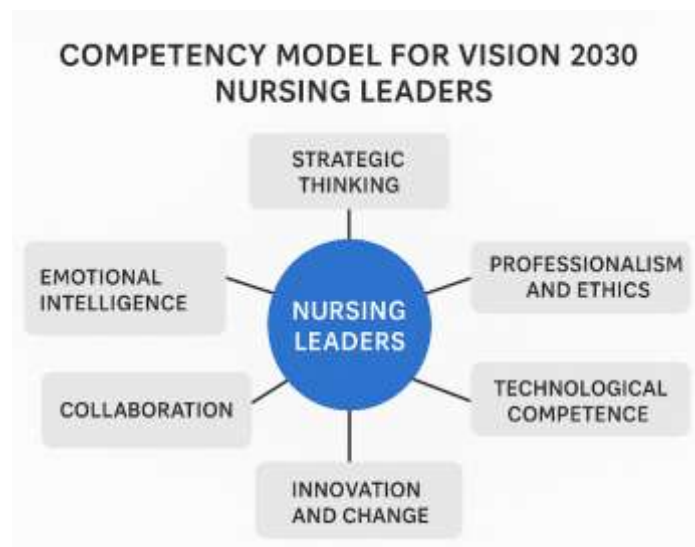 COMPETENCY MODEL FOR VISION 2030
NURSING LEADERS
STRATEGIC
THINKING
EMOTIONAL
INTELLIGENCE
PROFESSIONALISM
AND ETHICS
NURSING
LEADERS
COLLABORATION
TECHNOLOGICAL
COMPETENCE
INNOVATION
AND CHANGE